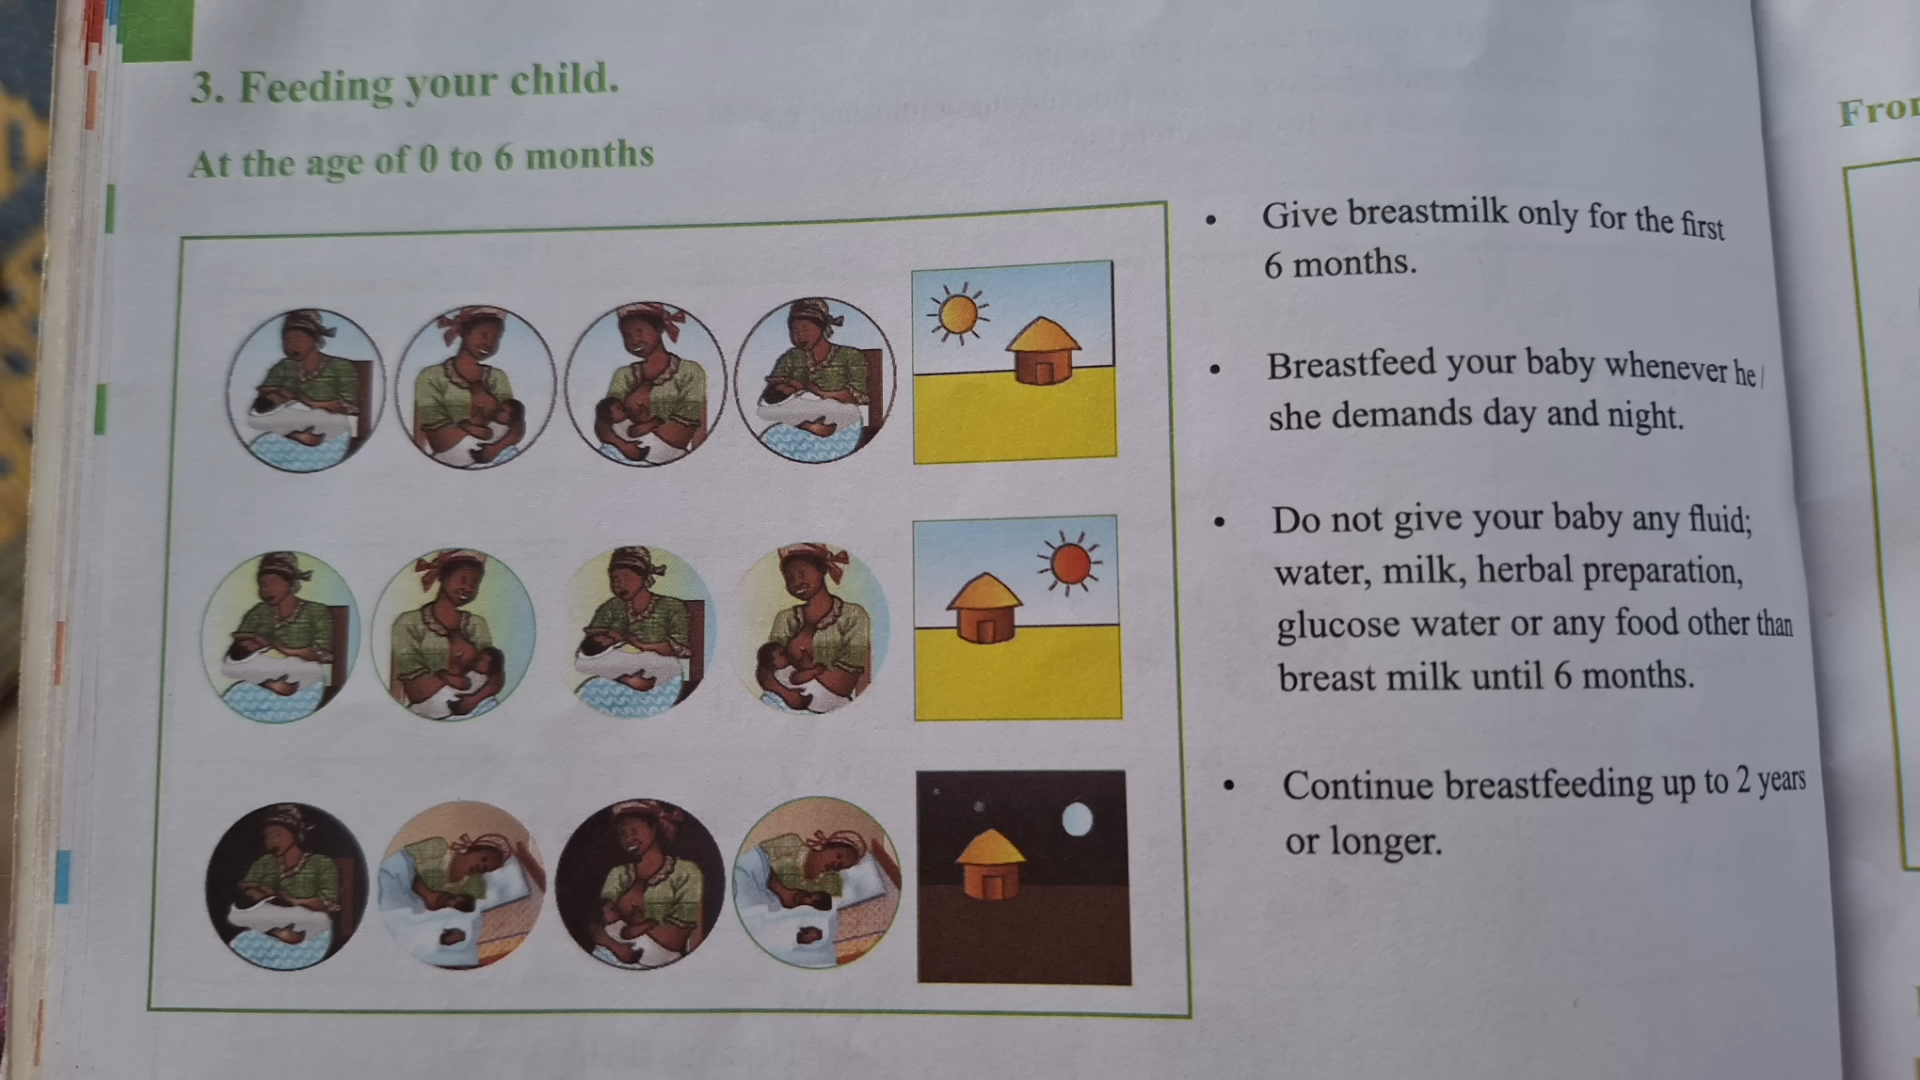 3. Feeding your child.
At the age of 0 to 6 months
• Give breastmilk only for the first
6 months.
• Breastfeed your baby whenever he/
she demands day and night.
• Do not give your baby any fluid;
water, milk, herbal preparation,
glucose water or any food other than
breast milk until 6 months.
• Continue breastfeeding up to 2 years
or longer.